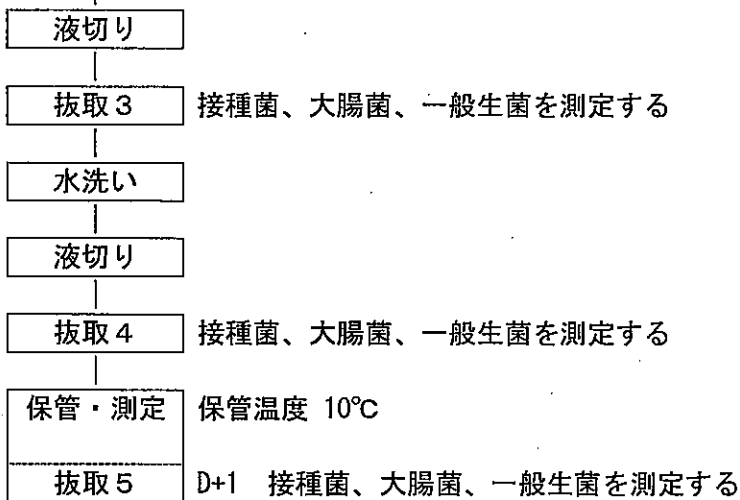 液切り
抜取3 接種菌、大腸菌、一般生菌を測定する
水洗い
液切り
抜取4 接種菌、大腸菌、一般生菌を測定する
保管・測定 保管温度 10℃
抜取5 D+1 接種菌、大腸菌、一般生菌を測定する